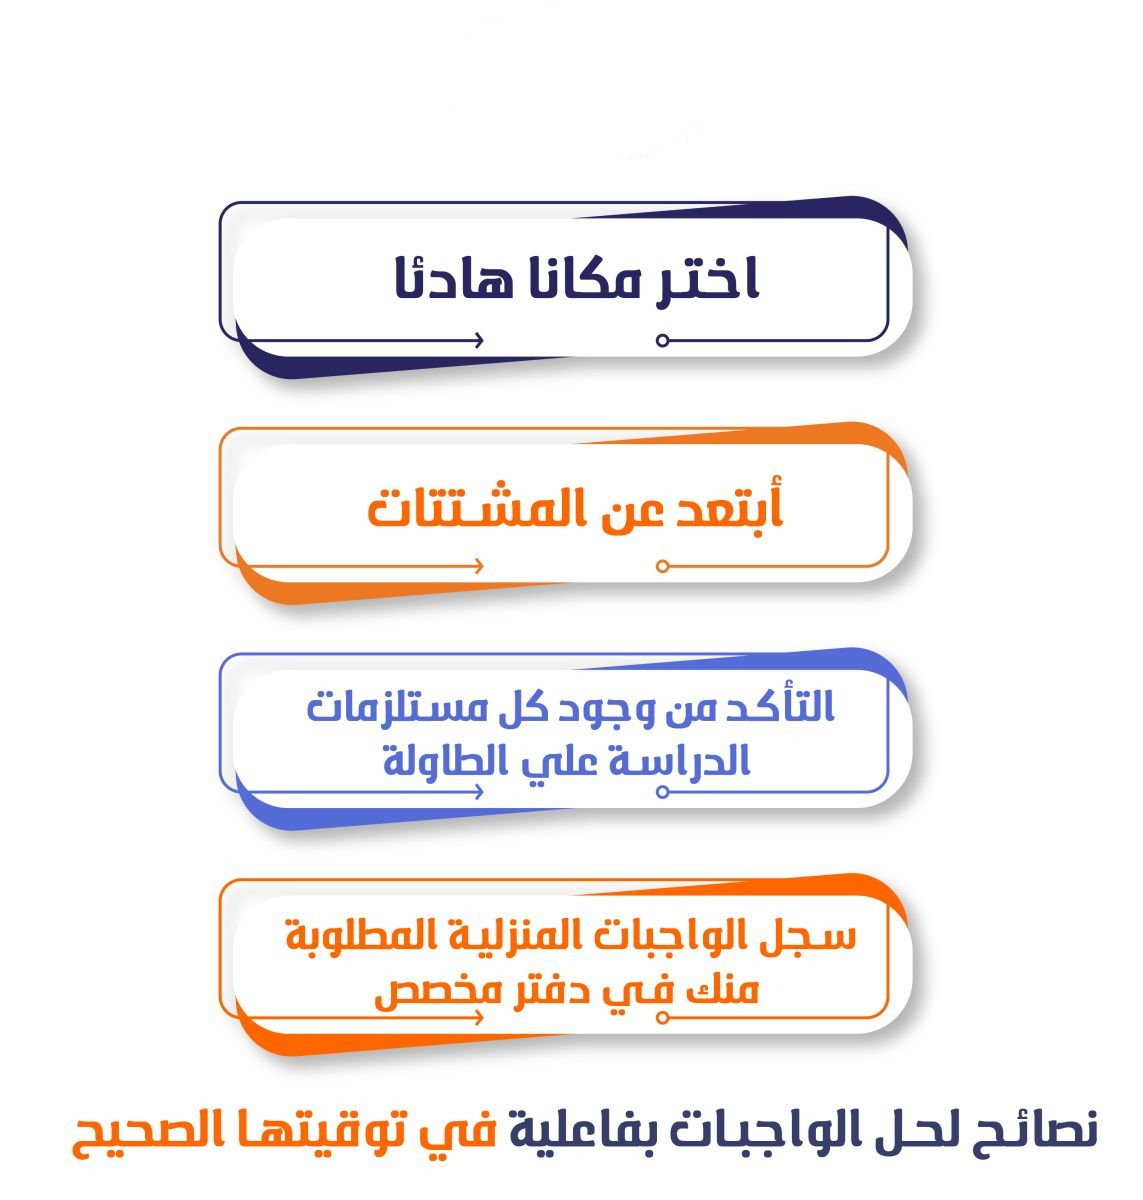 اختر مكانا هادئا
أبتعد عن المشتتات
التأكد من وجود كل مستلزمات
الدراسة علي الطاولة
سجل الواجبات المنزلية المطلوبة
منك في دفتر مخصص
نصائح لحل الواجبات بفاعلية في توقيتها الصحيح